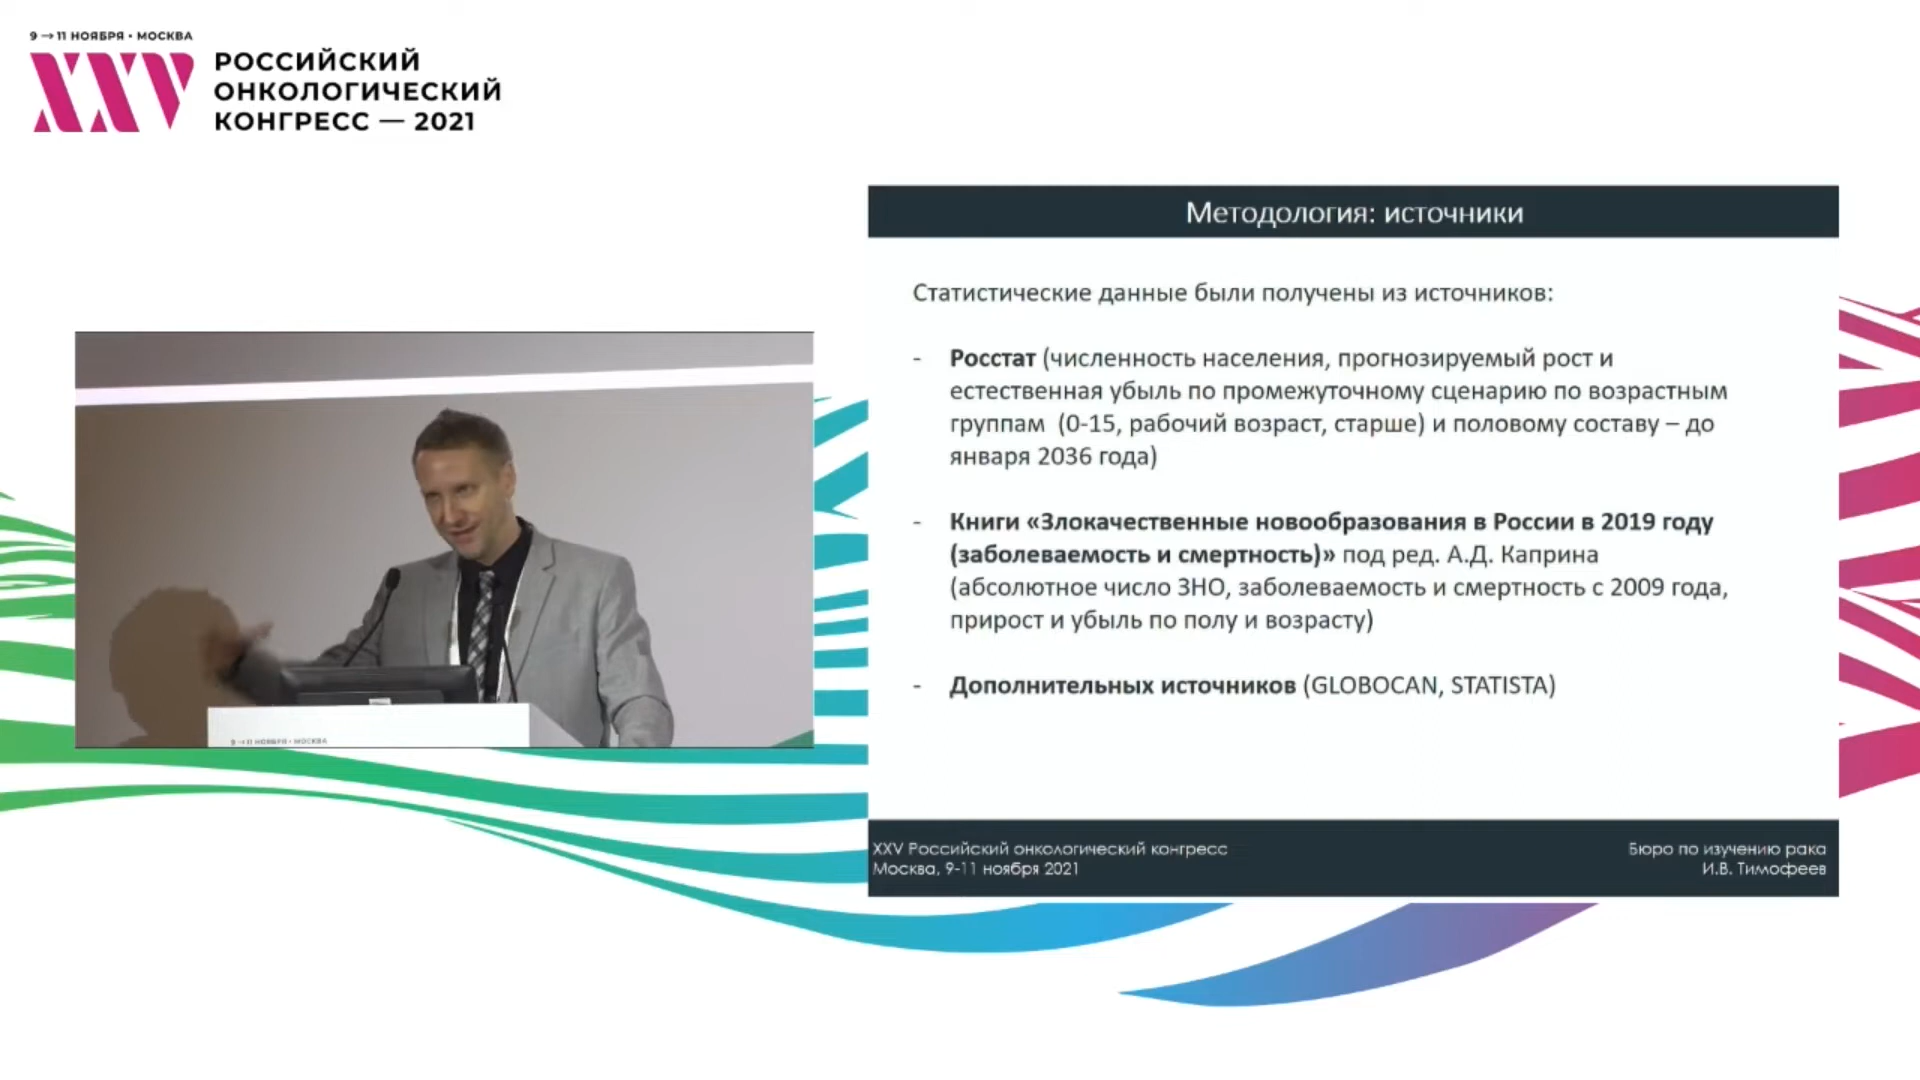 9 → 11 НОЯБРЯ • МОСКВА
XXV
РОССИЙСКИЙ
ОНКОЛОГИЧЕСКИЙ
КОНГРЕСС — 2021
Методология: источники
Статистические данные были получены из источников:
- Росстат (численность населения, прогнозируемый рост и
естественная убыль по промежуточному сценарию по возрастным
группам (0-15, рабочий возраст, старше) и половому составу – до
января 2036 года)
- Книги «Злокачественные новообразования в России в 2019 году
(заболеваемость и смертность)» под ред. А.Д. Каприна
(абсолютное число ЗНО, заболеваемость и смертность с 2009 года,
прирост и убыль по полу и возрасту)
- Дополнительных источников (GLOBOCAN, STATISTA)
9 → 11 НОЯБРЯ • МОСКВА
XXV Российский онкологический конгресс
Москва, 9-11 ноября 2021
Бюро по изучению рака
И.В. Тимофеев